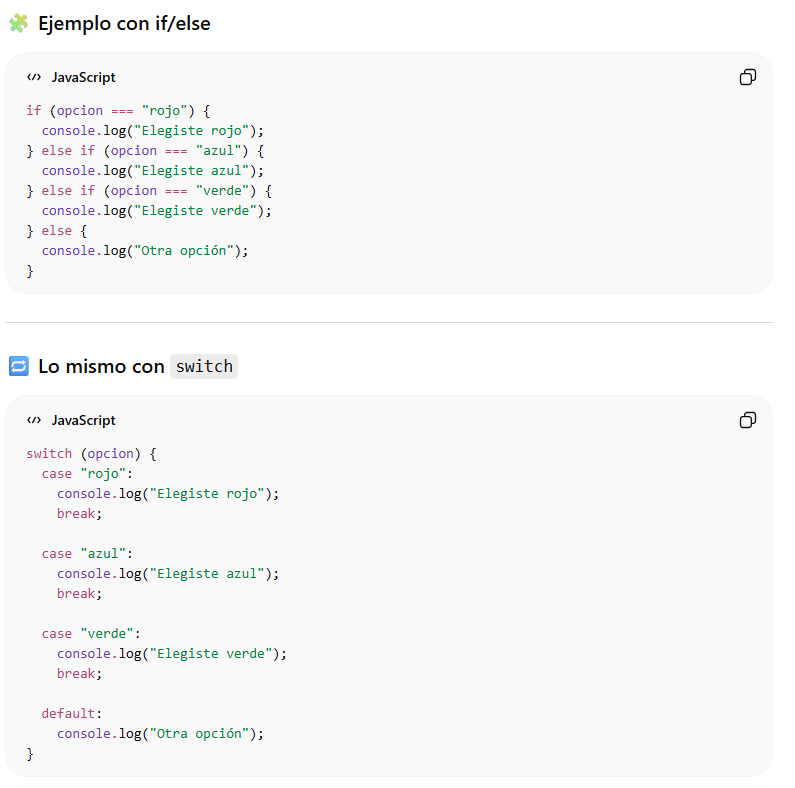 🧩 Ejemplo con if/else
</> JavaScript
if (opcion === "rojo") {
  console.log("Elegiste rojo");
} else if (opcion === "azul") {
  console.log("Elegiste azul");
} else if (opcion === "verde") {
  console.log("Elegiste verde");
} else {
  console.log("Otra opción");
}
🔁 Lo mismo con switch
</> JavaScript
switch (opcion) {
  case "rojo":
    console.log("Elegiste rojo");
    break;
  case "azul":
    console.log("Elegiste azul");
    break;
  case "verde":
    console.log("Elegiste verde");
    break;
  default:
    console.log("Otra opción");
}